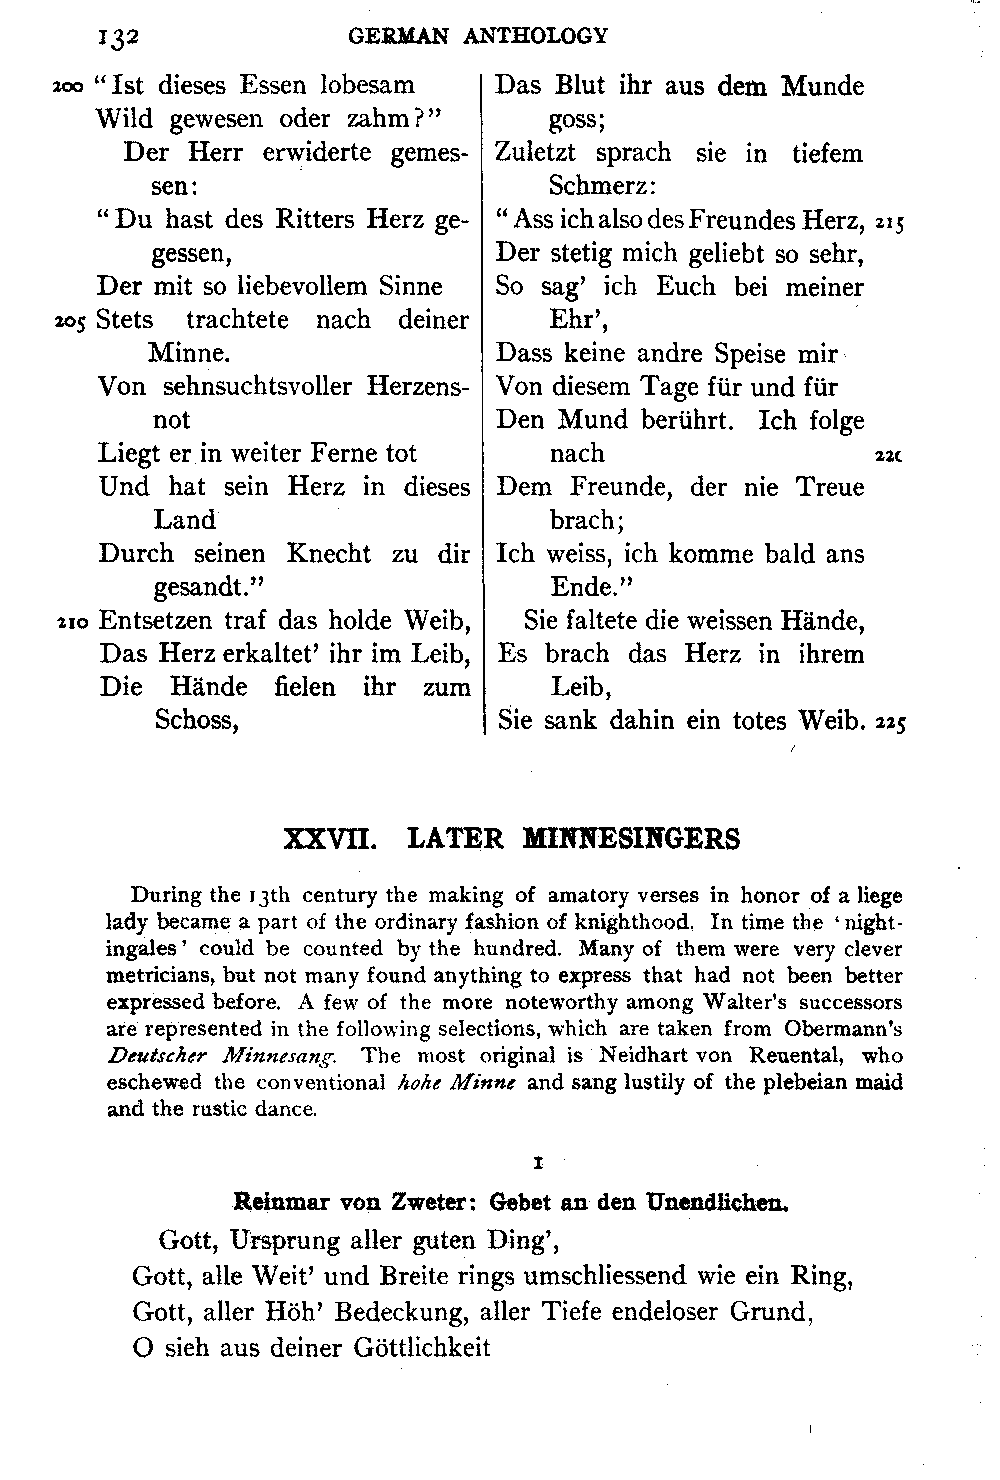 132 GERMAN ANTHOLOGY
200 “Ist dieses Essen lobesam
Wild gewesen oder zahm?”
Der Herr erwiderte gemes-
sen:
“Du hast des Ritters Herz ge-
gessen,
Der mit so liebevollem Sinne
205 Stets trachtete nach deiner
Minne.
Von sehnsuchtsvoller Herzens-
not
Liegt er in weiter Ferne tot
Und hat sein Herz in dieses
Land
Durch seinen Knecht zu dir
gesandt.”
210 Entsetzen traf das holde Weib,
Das Herz erkaltet’ ihr im Leib,
Die Hände fielen ihr zum
Schoss,
Das Blut ihr aus dem Munde
goss;
Zuletzt sprach sie in tiefem
Schmerz:
“Ass ich also des Freundes Herz, 215
Der stetig mich geliebt so sehr,
So sag’ ich Euch bei meiner
Ehr’,
Dass keine andre Speise mir
Von diesem Tage für und für
Den Mund berührt. Ich folge
nach 220
Dem Freunde, der nie Treue
brach;
Ich weiss, ich komme bald ans
Ende.”
Sie faltete die weissen Hände,
Es brach das Herz in ihrem
Leib,
Sie sank dahin ein totes Weib. 225
XXVII. LATER MINNESINGERS
During the 13th century the making of amatory verses in honor of a liege
lady became a part of the ordinary fashion of knighthood. In time the ‘night-
ingales’ could be counted by the hundred. Many of them were very clever
metricians, but not many found anything to express that had not been better
expressed before. A few of the more noteworthy among Walter's successors
are represented in the following selections, which are taken from Obermann's
Deutscher Minnesang. The most original is Neidhart von Reuental, who
eschewed the conventional hohe Minne and sang lustily of the plebeian maid
and the rustic dance.
1
Reinmar von Zweter: Gebet an den Unendlichen.
Gott, Ursprung aller guten Ding’,
Gott, alle Weit’ und Breite rings umschliessend wie ein Ring,
Gott, aller Höh’ Bedeckung, aller Tiefe endeloser Grund,
O sieh aus deiner Göttlichkeit